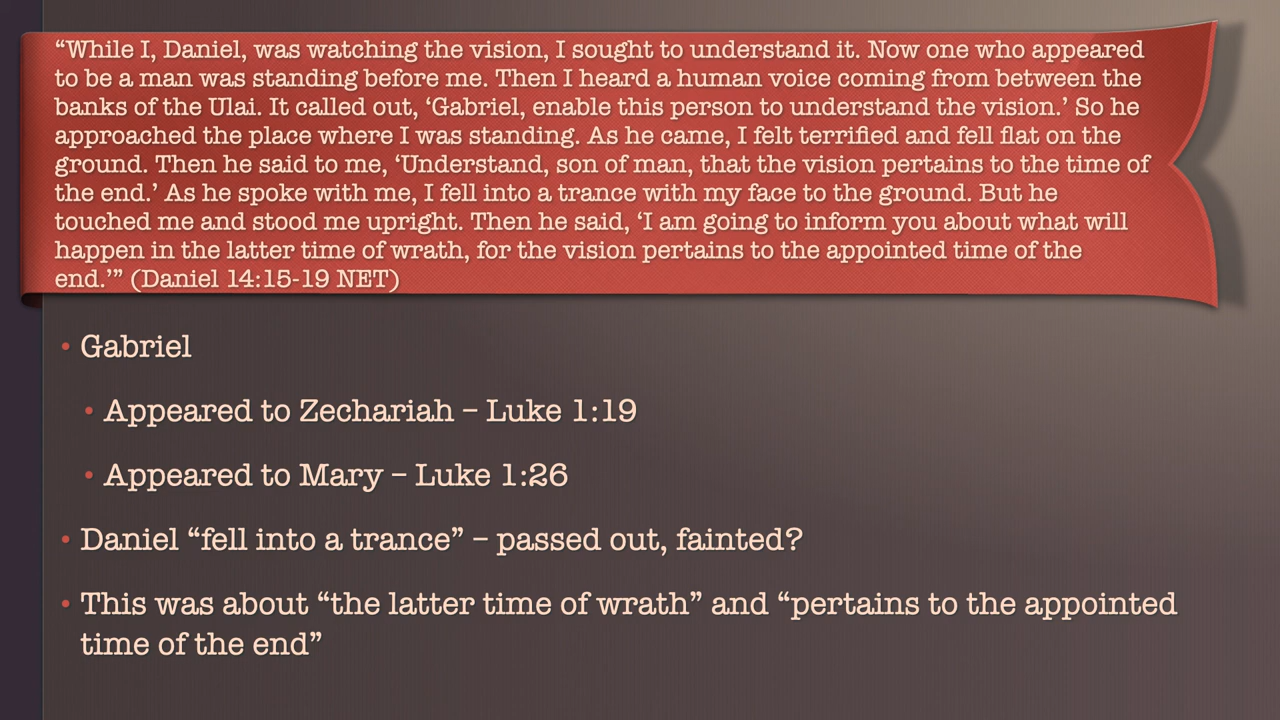 “While I, Daniel, was watching the vision, I sought to understand it. Now one who appeared
to be a man was standing before me. Then I heard a human voice coming from between the
banks of the Ulai. It called out, ‘Gabriel, enable this person to understand the vision.’ So he
approached the place where I was standing. As he came, I felt terrified and fell flat on the
ground. Then he said to me, ‘Understand, son of man, that the vision pertains to the time of
the end.’ As he spoke with me, I fell into a trance with my face to the ground. But he
touched me and stood me upright. Then he said, ‘I am going to inform you about what will
happen in the latter time of wrath, for the vision pertains to the appointed time of the
end.’” (Daniel 14:15-19 NET)
• Gabriel
• Appeared to Zechariah – Luke 1:19
• Appeared to Mary – Luke 1:26
• Daniel “fell into a trance” – passed out, fainted?
• This was about “the latter time of wrath” and “pertains to the appointed
time of the end”